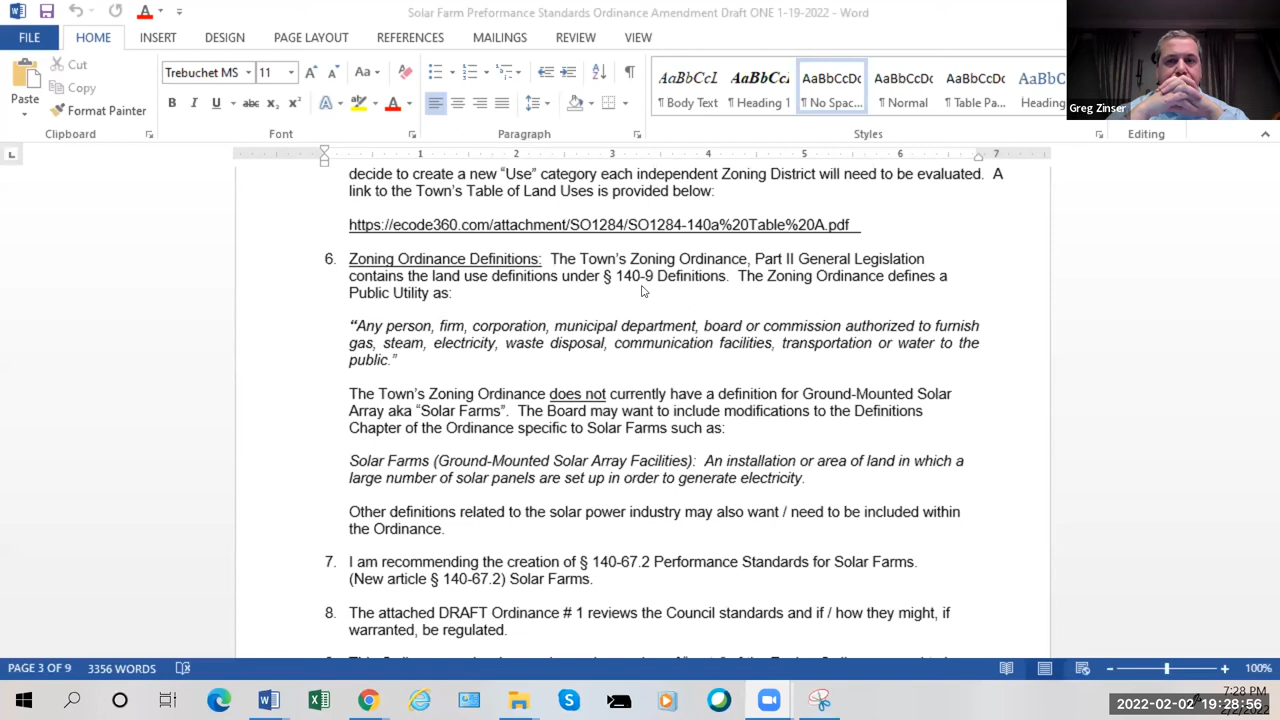 Solar Farm Preformance Standards Ordinance Amendment Draft ONE 1-19-2022 - Word
FILE HOME INSERT DESIGN PAGE LAYOUT REFERENCES MAILINGS REVIEW VIEW
Paste
Cut
Copy
Format Painter
Clipboard
Trebuchet MS 11
Font
Paragraph
AaBbCcL AaBbCcI AaBbCcDc AaBbCcDc AaBbCcDc AaBbC
¶ Body Text ¶ Heading 1 ¶ No Spac... ¶ Normal ¶ Table Pa... Heading
Styles
Editing
Greg Zinser
1 2 3 4 5 6 7
decide to create a new “Use” category each independent Zoning District will need to be evaluated. A
link to the Town’s Table of Land Uses is provided below:
https://ecode360.com/attachment/SO1284/SO1284-140a%20Table%20A.pdf
6. Zoning Ordinance Definitions: The Town’s Zoning Ordinance, Part II General Legislation
contains the land use definitions under § 140-9 Definitions. The Zoning Ordinance defines a
Public Utility as:
“Any person, firm, corporation, municipal department, board or commission authorized to furnish
gas, steam, electricity, waste disposal, communication facilities, transportation or water to the
public.”
The Town’s Zoning Ordinance does not currently have a definition for Ground-Mounted Solar
Array aka “Solar Farms”. The Board may want to include modifications to the Definitions
Chapter of the Ordinance specific to Solar Farms such as:
Solar Farms (Ground-Mounted Solar Array Facilities): An installation or area of land in which a
large number of solar panels are set up in order to generate electricity.
Other definitions related to the solar power industry may also want / need to be included within
the Ordinance.
7. I am recommending the creation of § 140-67.2 Performance Standards for Solar Farms.
(New article § 140-67.2) Solar Farms.
8. The attached DRAFT Ordinance # 1 reviews the Council standards and if / how they might, if
warranted, be regulated.
PAGE 3 OF 9 3356 WORDS 100%
7:28 PM
2022-02-02 19:28:56